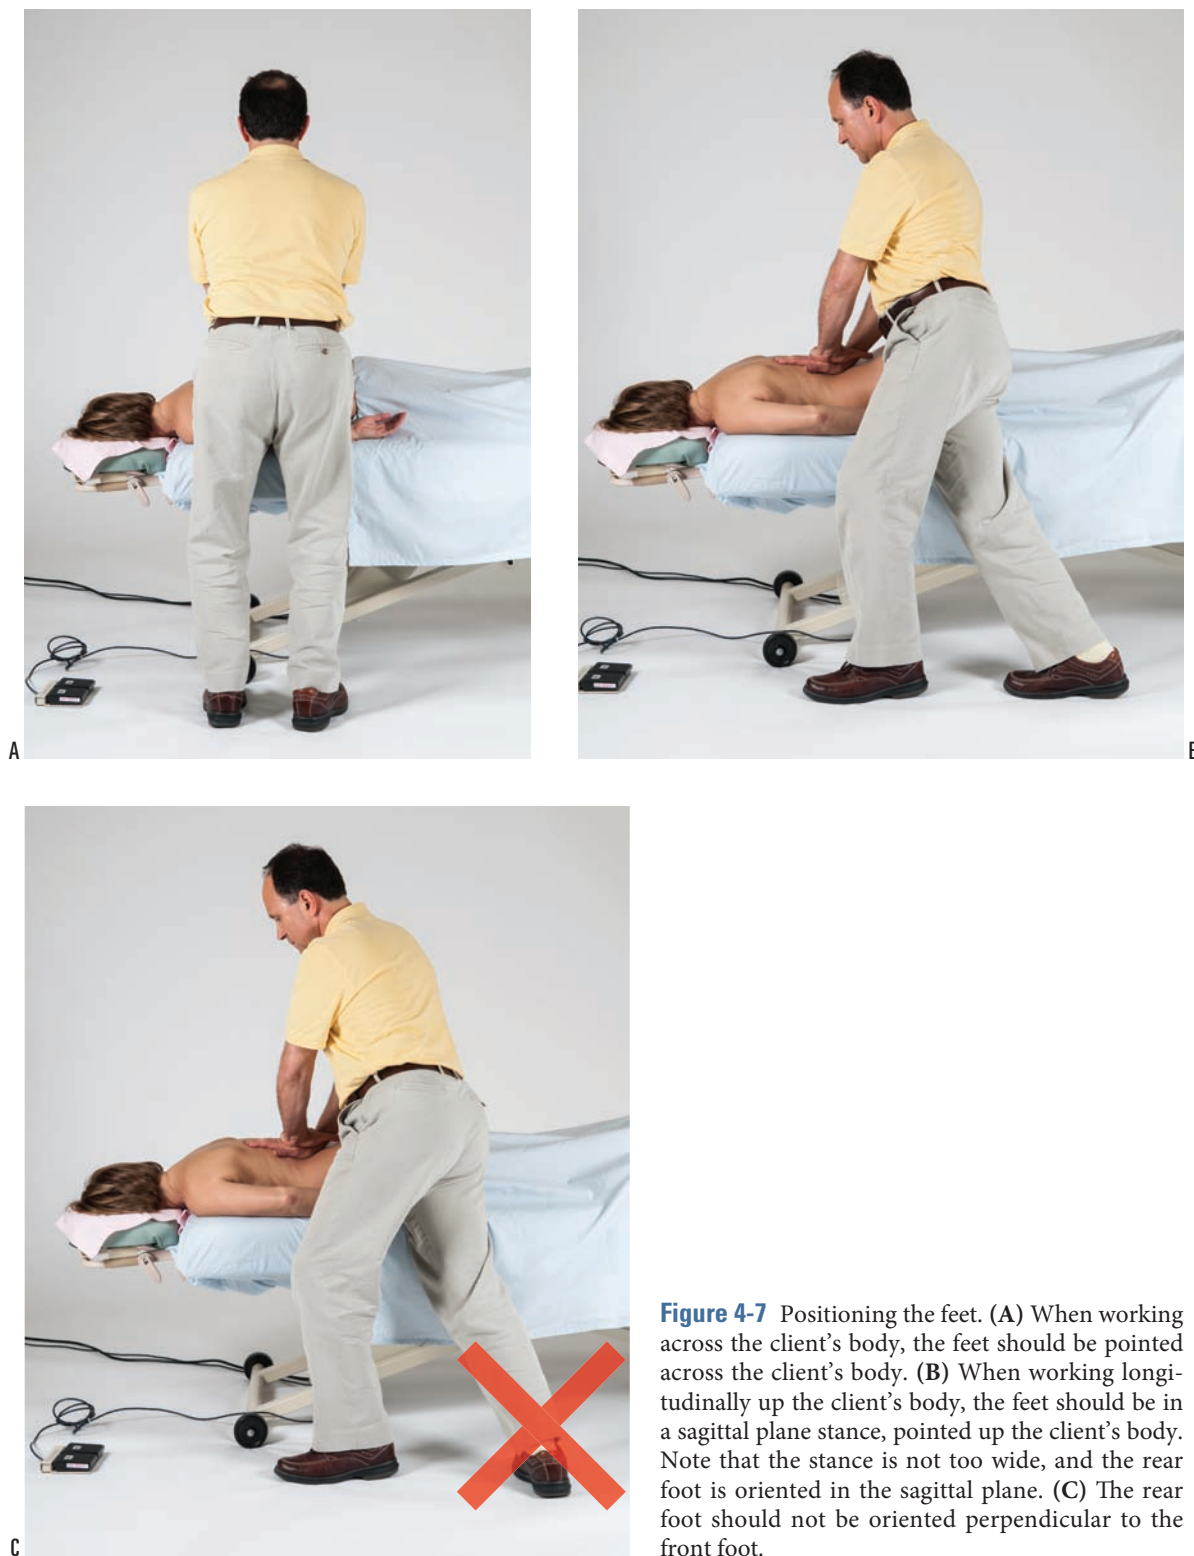 A
B
C
Figure 4-7 Positioning the feet. (A) When working
across the client's body, the feet should be pointed
across the client's body. (B) When working longi-
tudinally up the client's body, the feet should be in
a sagittal plane stance, pointed up the client's body.
Note that the stance is not too wide, and the rear
foot is oriented in the sagittal plane. (C) The rear
foot should not be oriented perpendicular to the
front foot.